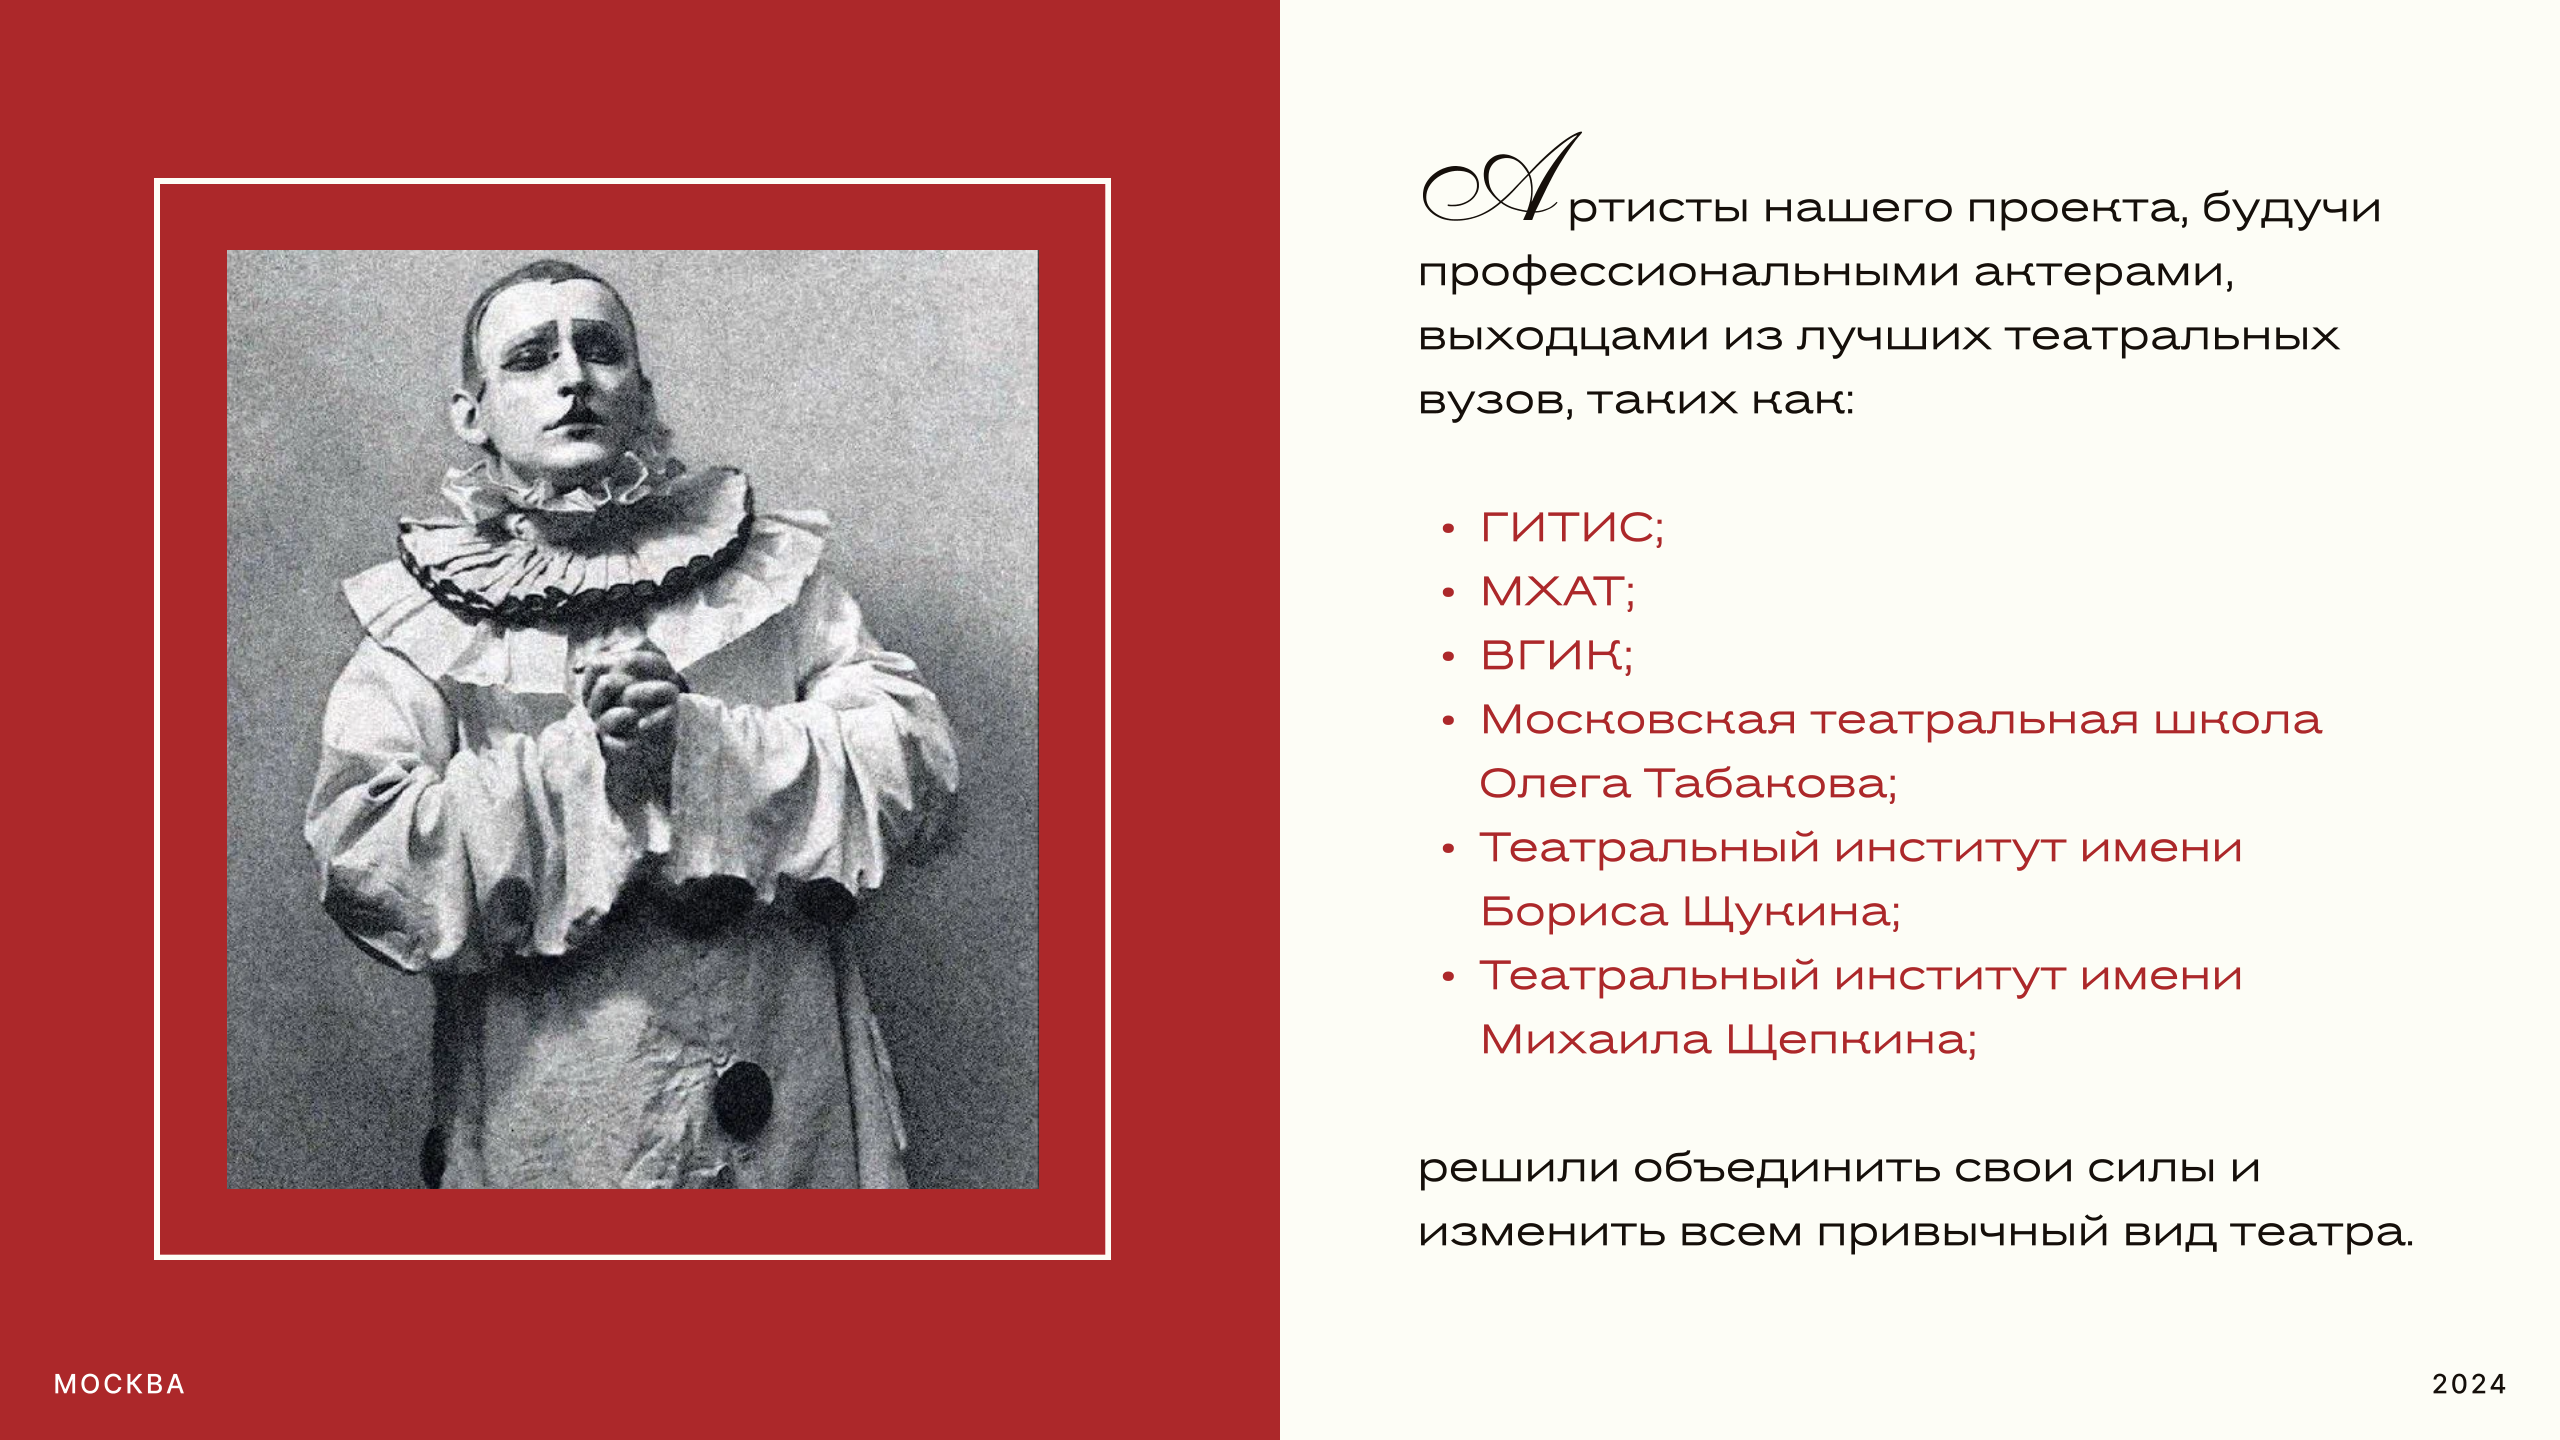 Артисты нашего проекта, будучи
профессиональными актерами,
выходцами из лучших театральных
вузов, таких как:
• ГИТИС;
• МХАТ;
• ВГИК;
• Московская театральная школа
Олега Табакова;
• Театральный институт имени
Бориса Щукина;
• Театральный институт имени
Михаила Щепкина;
решили объединить свои силы и
изменить всем привычный вид театра.
МОСКВА
2024